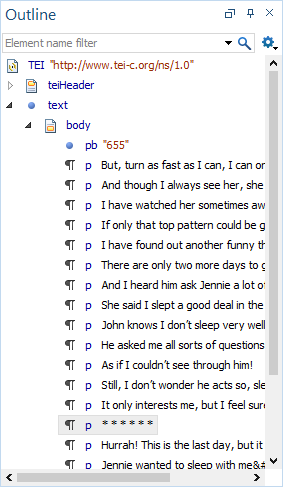 Outline
Element name filter
TEI "http://www.tei-c.org/ns/1.0"
teiHeader
text
body
pb "655"
¶ p But, turn as fast as I can, I can or
¶ p And though I always see her, she
¶ p I have watched her sometimes aw
¶ p If only that top pattern could be g
¶ p I have found out another funny th
¶ p There are only two more days to g
¶ p And I heard him ask Jennie a lot of
¶ p She said I slept a good deal in the
¶ p John knows I don't sleep very well
¶ p He asked me all sorts of questions
¶ p As if I couldn't see through him!
¶ p Still, I don't wonder he acts so, sle
¶ p It only interests me, but I feel sure
¶ p * * * * * *
¶ p Hurrah! This is the last day, but it
¶ p Jennie wanted to sleep with me&#